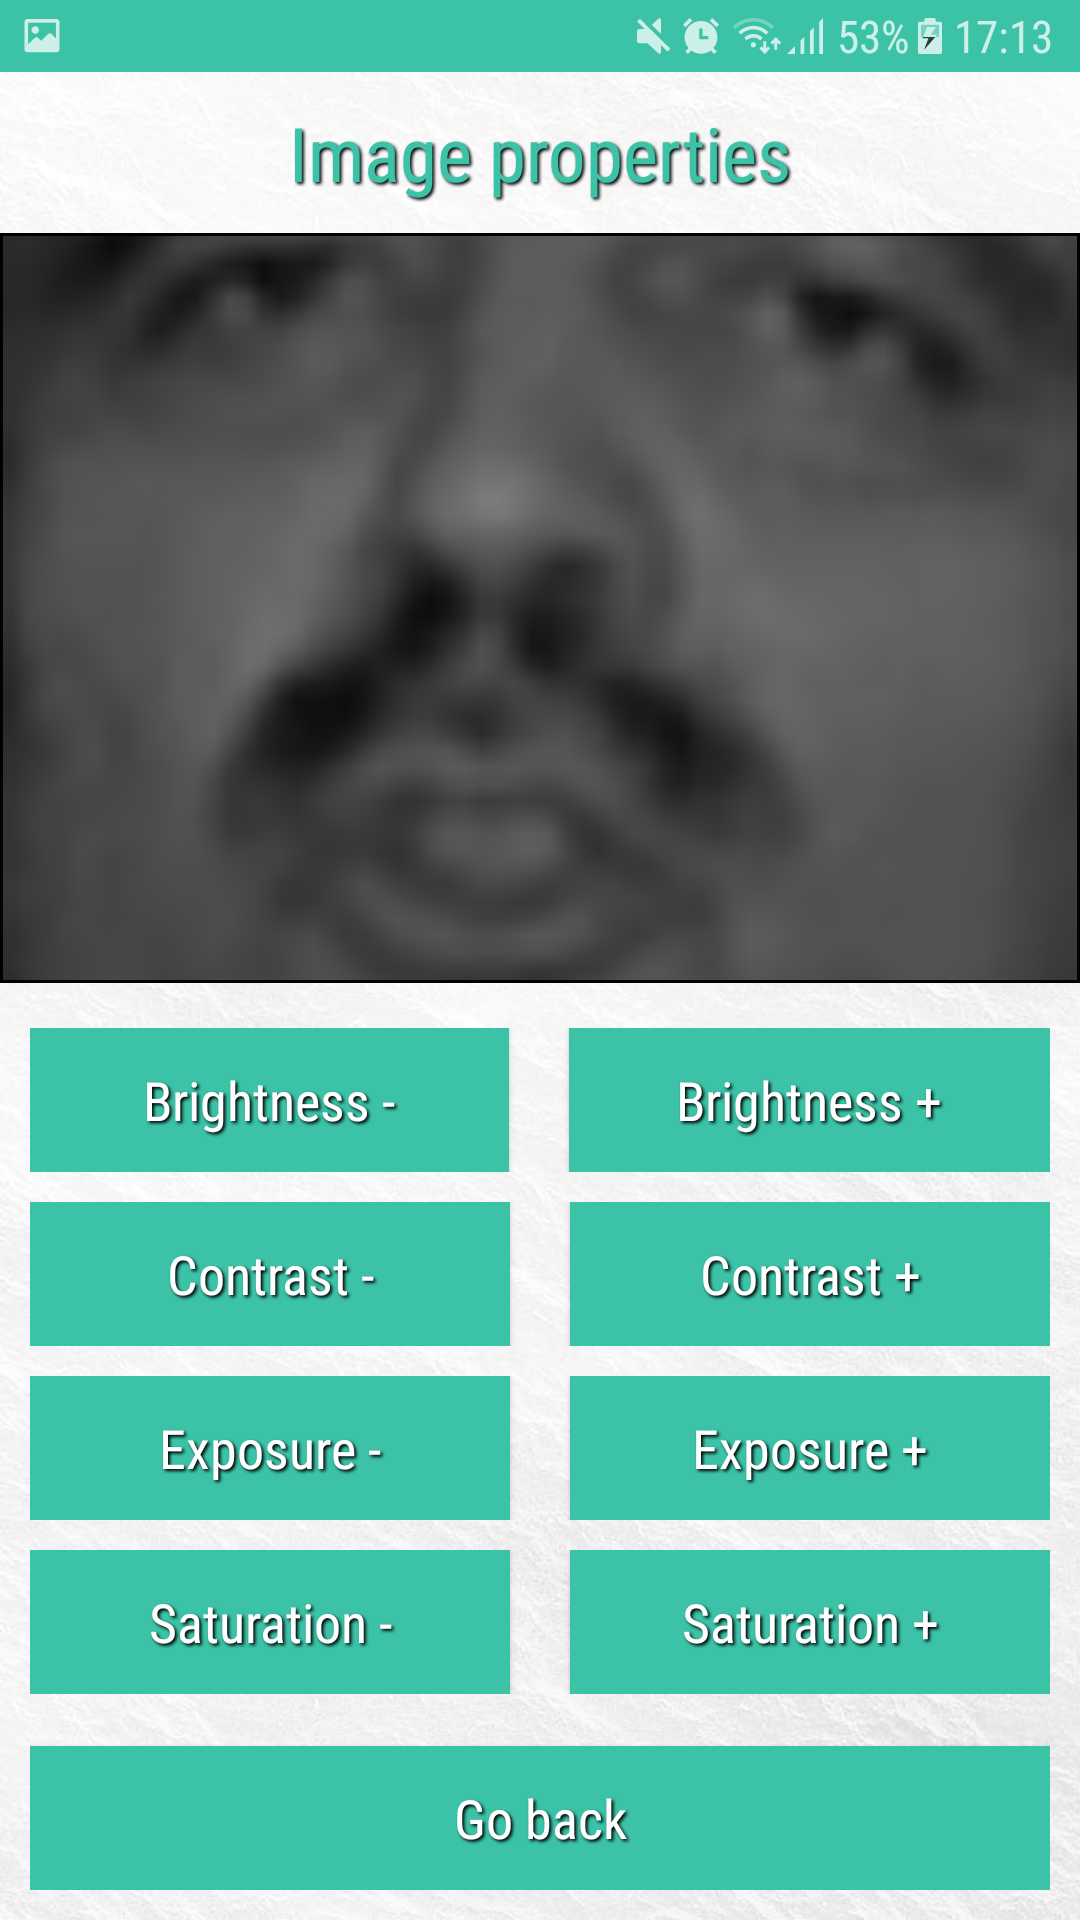 53% 17:13
Image properties
Brightness - Brightness +
Contrast - Contrast +
Exposure - Exposure +
Saturation - Saturation +
Go back